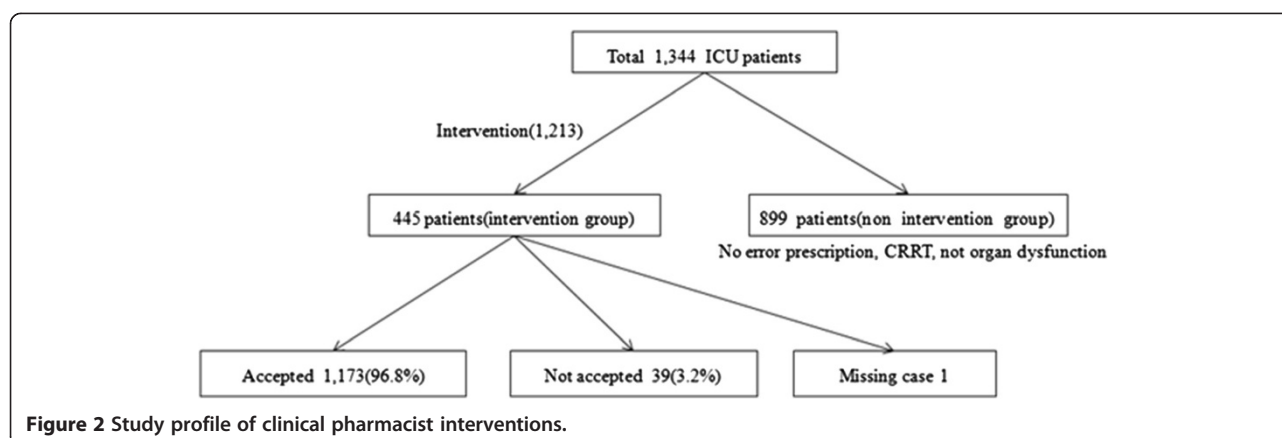 Total 1,344 ICU patients
Intervention(1,213)
445 patients(intervention group)
899 patients(non intervention group)
No error prescription, CRRT, not organ dysfunction
Accepted 1,173(96.8%)
Not accepted 39(3.2%)
Missing case 1
Figure 2 Study profile of clinical pharmacist interventions.